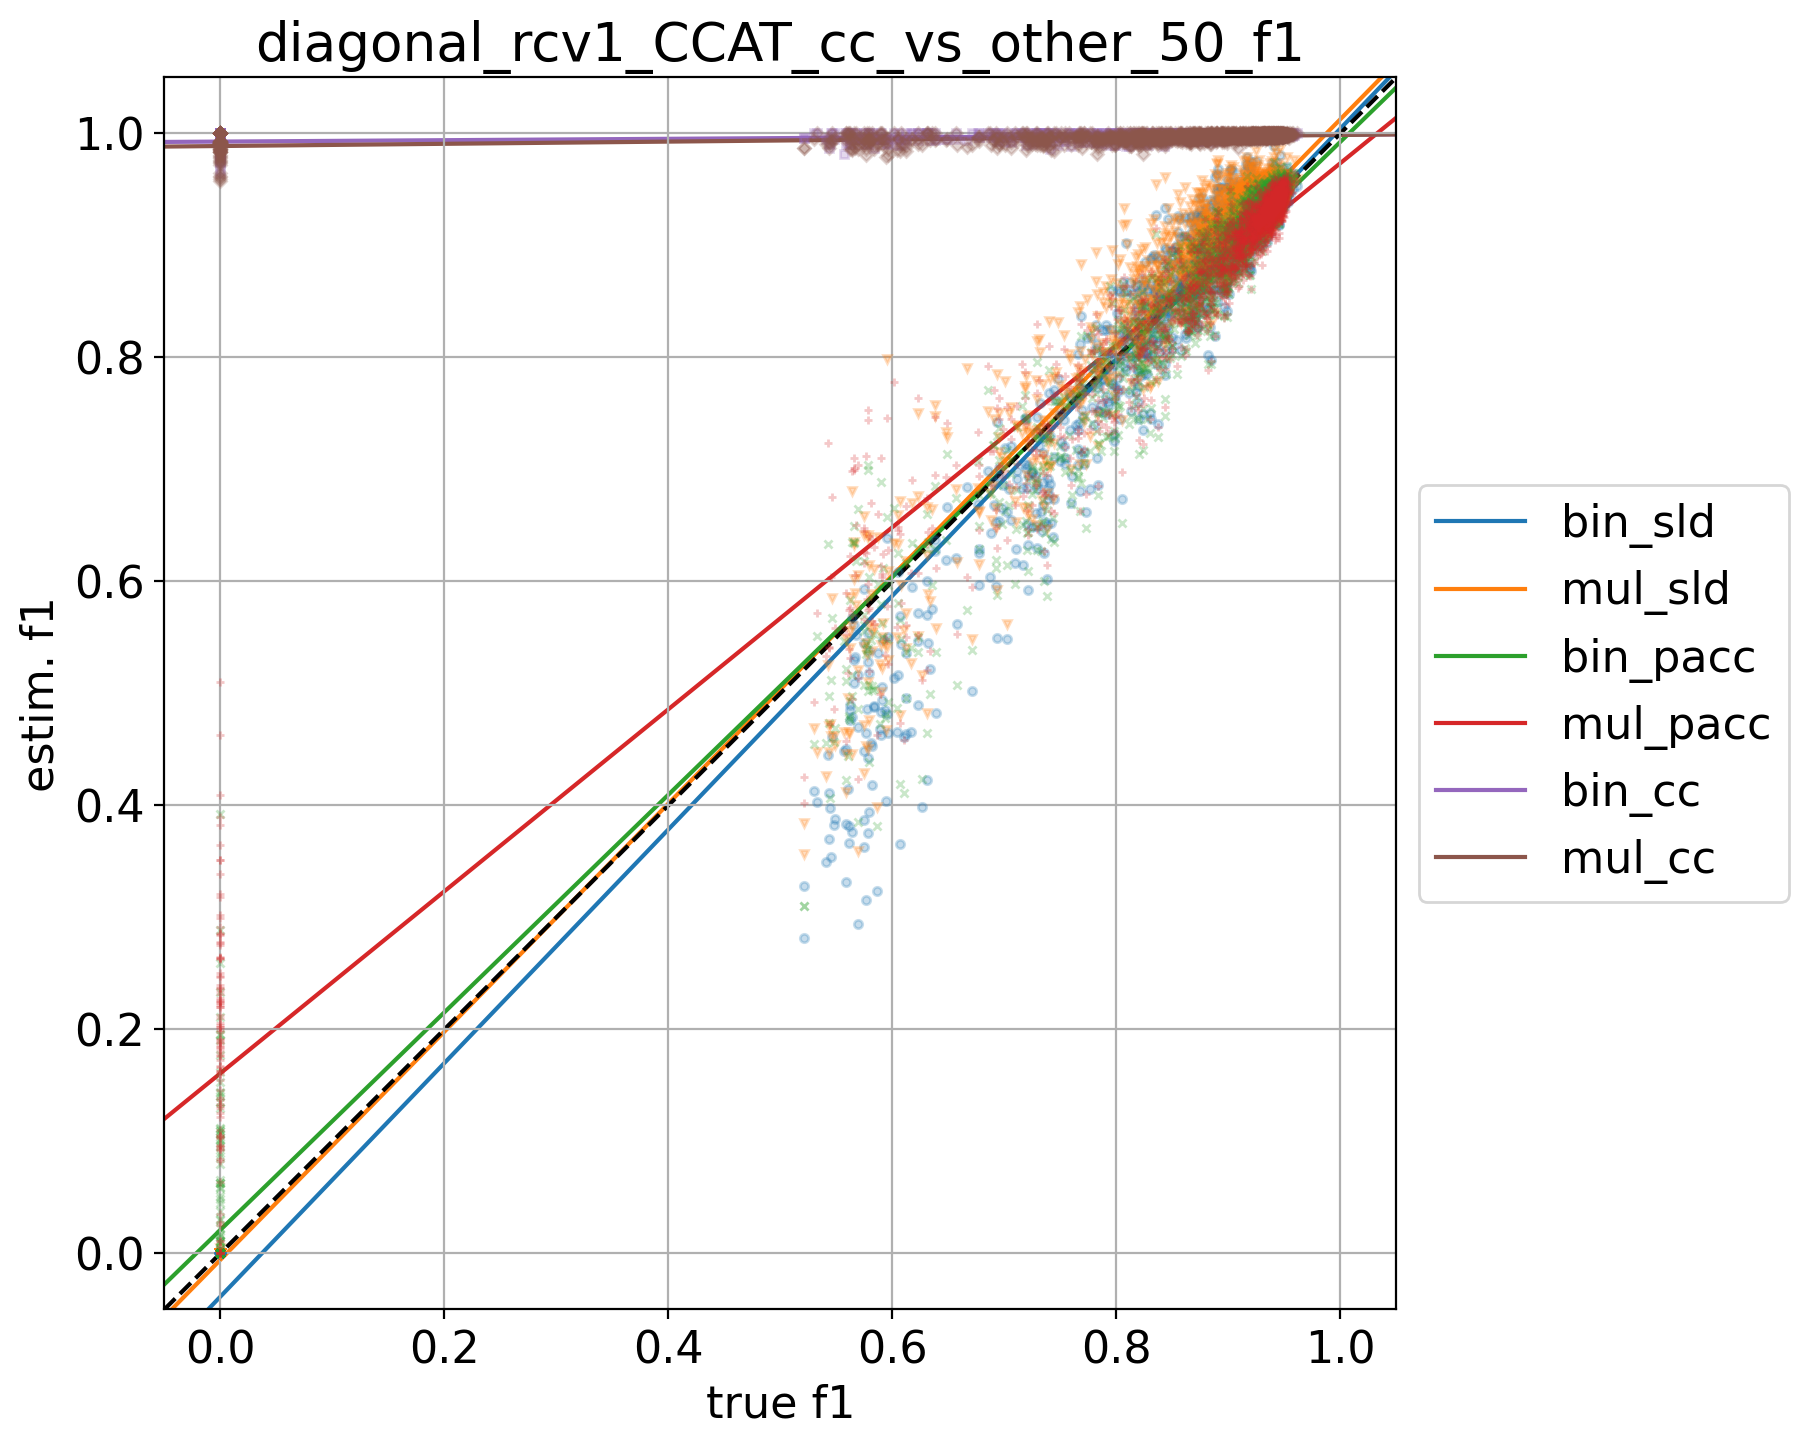 diagonal_rcv1_CCAT_cc_vs_other_50_f1
1.0
0.8
0.6
0.4
0.2
0.0
estim. f1
0.0 0.2 0.4 0.6 0.8 1.0
true f1
bin_sld
mul_sld
bin_pacc
mul_pacc
bin_cc
mul_cc